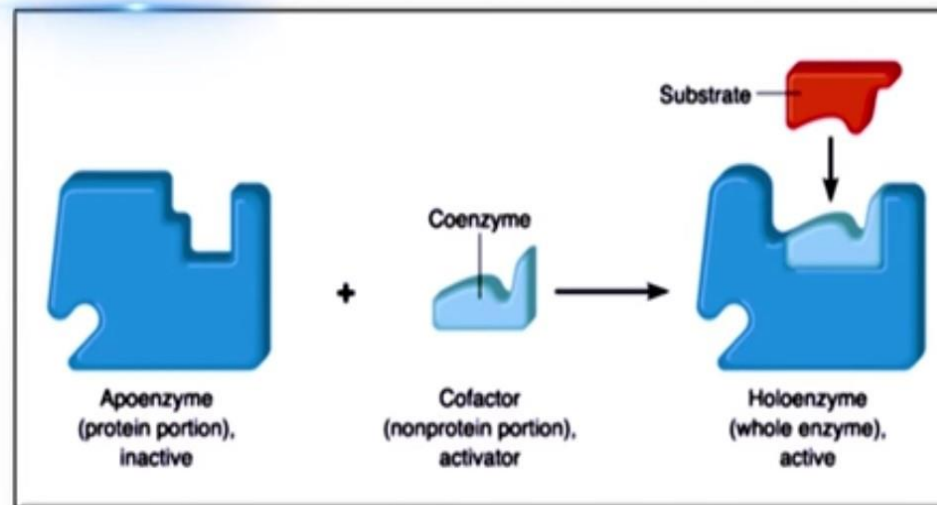 Substrate
Coenzyme
+
Apoenzyme
(protein portion),
inactive
Cofactor
(nonprotein portion),
activator
Holoenzyme
(whole enzyme),
active